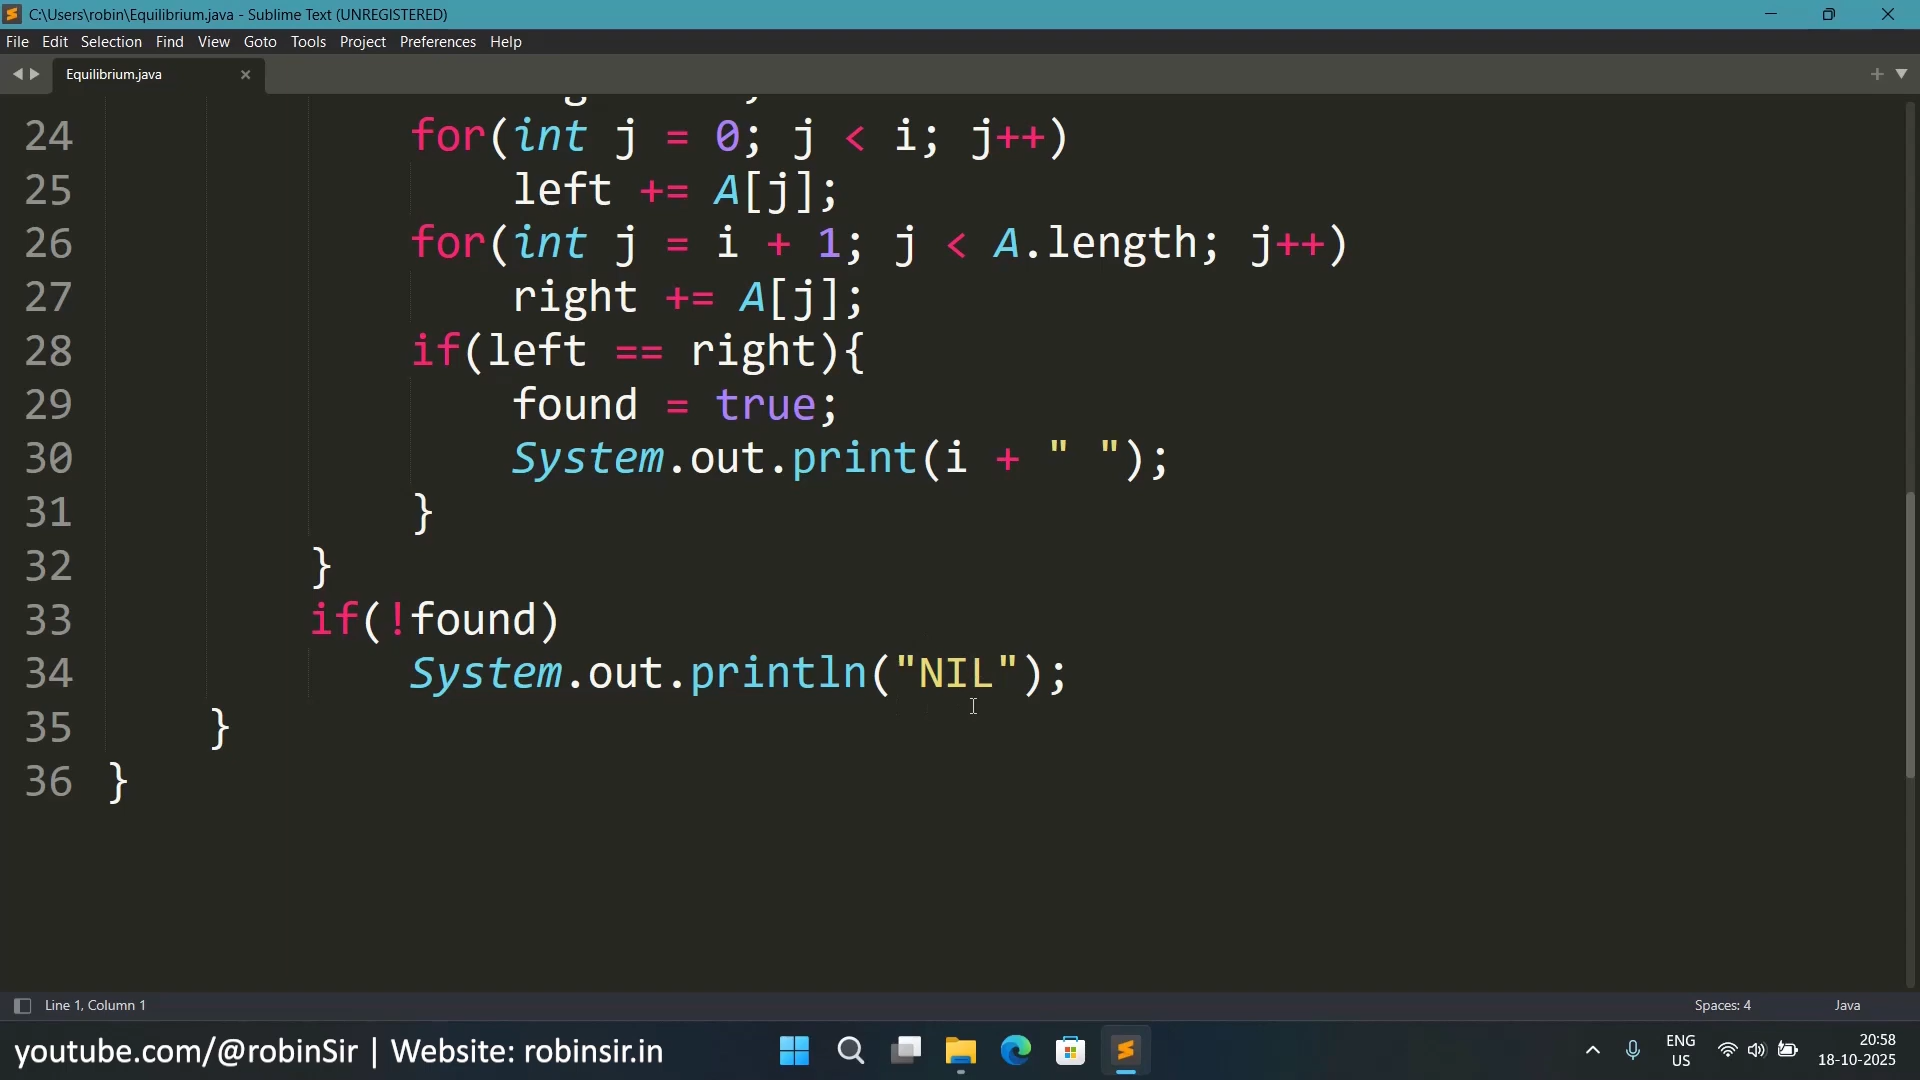 C:\Users\robin\Equilibrium.java - Sublime Text (UNREGISTERED)
File Edit Selection Find View Goto Tools Project Preferences Help
Equilibrium.java
24 for(int j = 0; j < i; j++)
25 left += A[j];
26 for(int j = i + 1; j < A.length; j++)
27 right += A[j];
28 if(left == right){
29 found = true;
30 System.out.print(i + " ");
31 }
32 }
33 if(!found)
34 System.out.println("NIL");
35 }
36 }
Line 1, Column 1 Spaces: 4 Java
youtube.com/@robinSir | Website: robinsir.in
ENG 20:58
US 18-10-2025